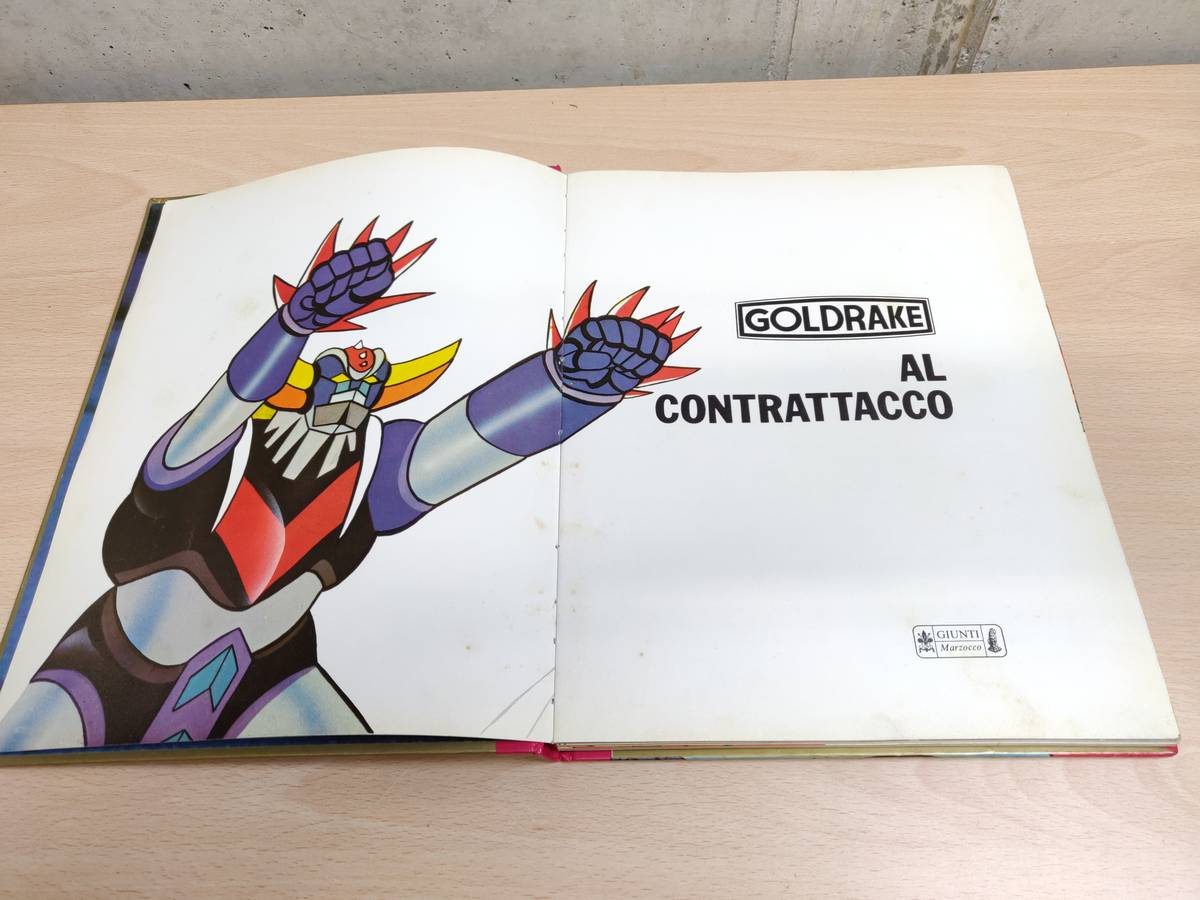 GOLDRAKE
AL
CONTRATTACCO
GIUNTI
Marzocco